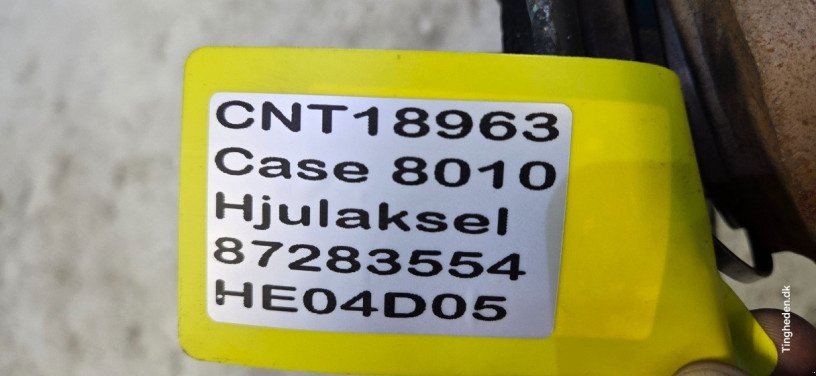 CNT18963
Case 8010
Hjulaksel
87283554
HE04D05
Tingheden.dk